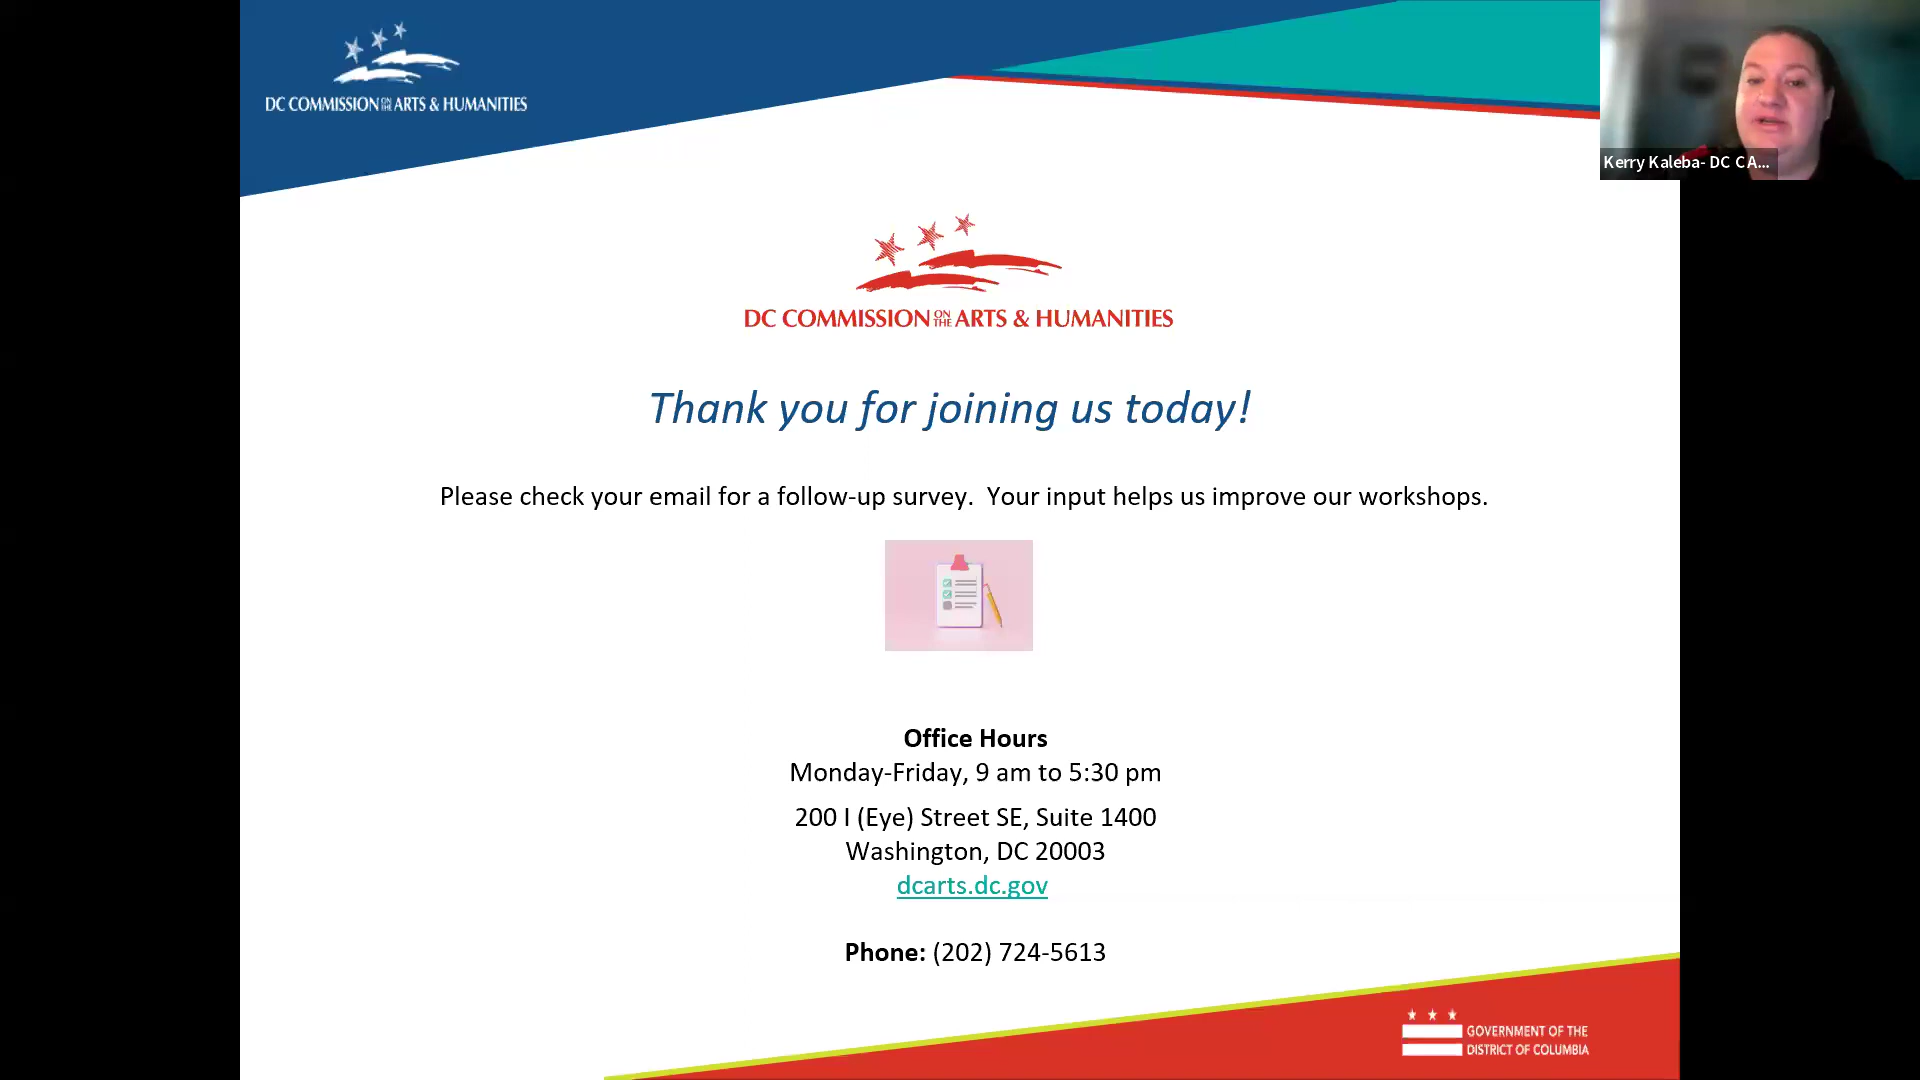 DC COMMISSION ON THE ARTS & HUMANITIES
Kerry Kaleba- DC CA...
DC COMMISSION ON THE ARTS & HUMANITIES
Thank you for joining us today!
Please check your email for a follow-up survey.  Your input helps us improve our workshops.
Office Hours
Monday-Friday, 9 am to 5:30 pm
200 I (Eye) Street SE, Suite 1400
Washington, DC 20003
dcarts.dc.gov
Phone: (202) 724-5613
GOVERNMENT OF THE
DISTRICT OF COLUMBIA